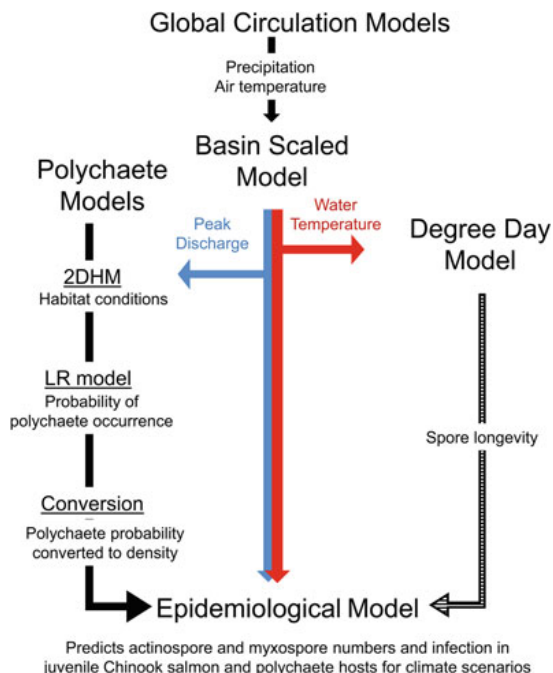 Global Circulation Models
Precipitation
Air temperature
Basin Scaled
Model
Polychaete
Models
Peak
Discharge
Water
Temperature
Degree Day
Model
2DHM
Habitat conditions
LR model
Probability of
polychaete occurrence
Spore longevity
Conversion
Polychaete probability
converted to density
Epidemiological Model
Predicts actinospore and myxospore numbers and infection in
juvenile Chinook salmon and polychaete hosts for climate scenarios